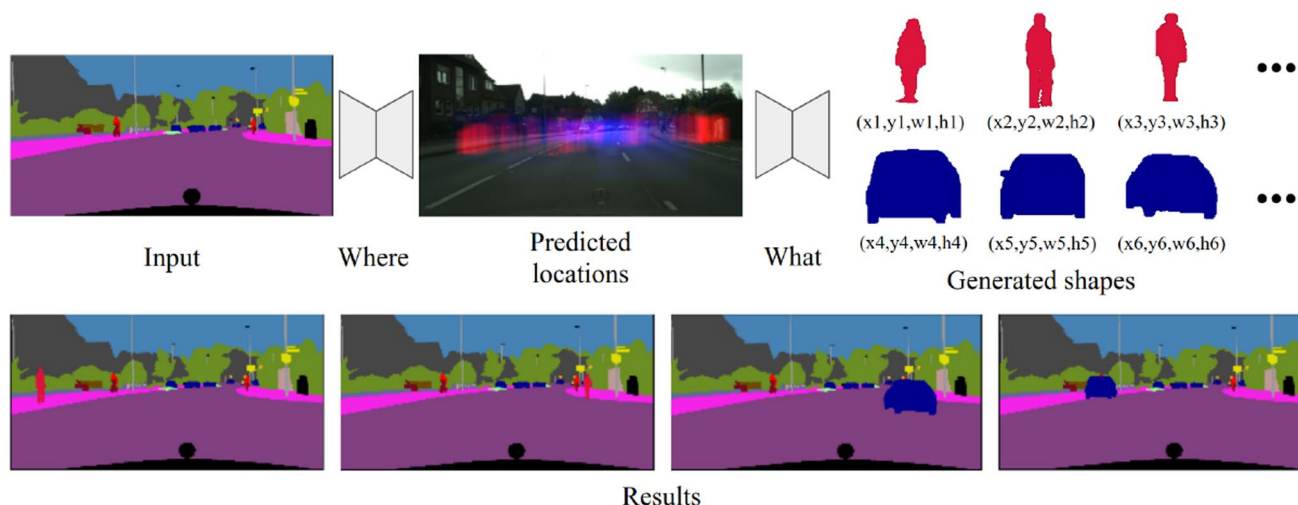 (x1,y1,w1,h1) (x2,y2,w2,h2) (x3,y3,w3,h3)
(x4,y4,w4,h4) (x5,y5,w5,h5) (x6,y6,w6,h6)
Input
Where
Predicted
locations
What
Generated shapes
Results